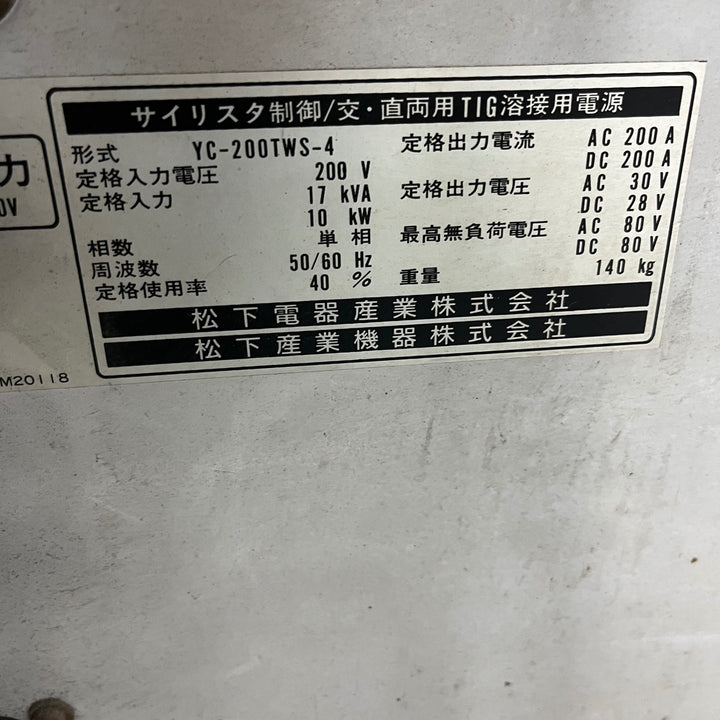 サイリスタ制御/交・直両用TIG溶接用電源
形式 YC-200TWS-4
定格入力電圧 200 V
定格入力 17 kVA
10 kW
相数 単相
周波数 50/60 Hz
定格使用率 40 %
定格出力電流 AC 200 A
DC 200 A
定格出力電圧 AC 30 V
DC 28 V
最高無負荷電圧 AC 80 V
DC 80 V
重量 140 kg
松下電器産業株式会社
松下産業機器株式会社
力
0V
M20118